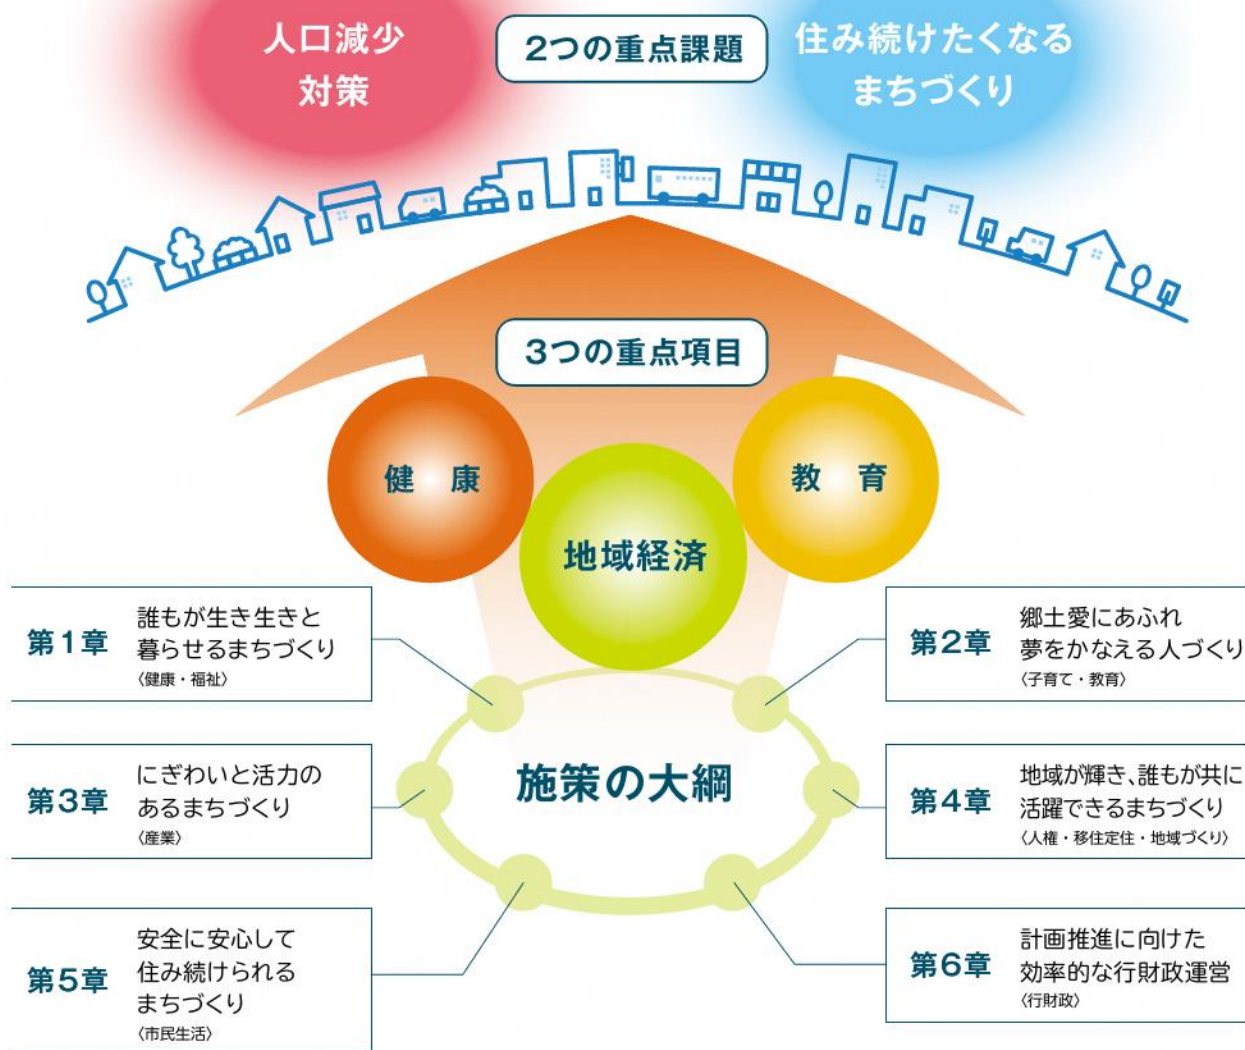 人口減少
対策
2つの重点課題
住み続けたくなる
まちづくり
3つの重点項目
健 康
地域経済
教 育
第1章
誰もが生き生きと
暮らせるまちづくり
〈健康・福祉〉
第2章
郷土愛にあふれ
夢をかなえる人づくり
〈子育て・教育〉
施策の大綱
第3章
にぎわいと活力の
あるまちづくり
〈産業〉
第4章
地域が輝き、誰もが共に
活躍できるまちづくり
〈人権・移住定住・地域づくり〉
第5章
安全に安心して
住み続けられる
まちづくり
〈市民生活〉
第6章
計画推進に向けた
効率的な行財政運営
〈行財政〉